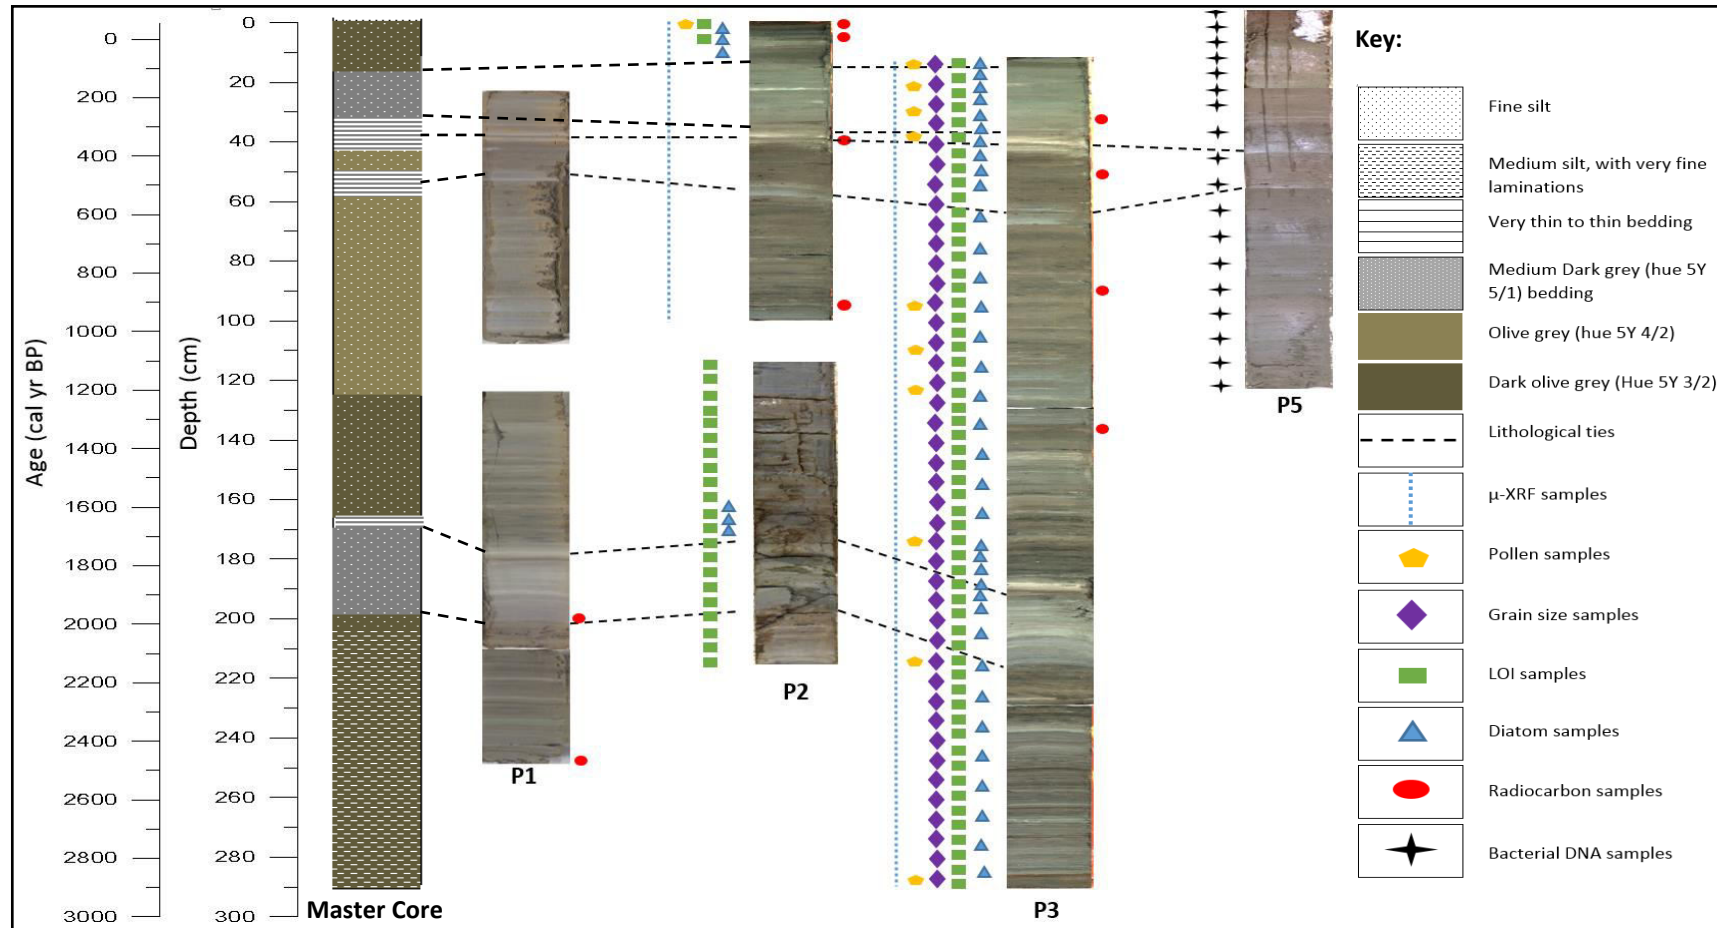 Age (cal yr BP)
0
200
400
600
800
1000
1200
1400
1600
1800
2000
2200
2400
2600
2800
3000
Depth (cm)
0
20
40
60
80
100
120
140
160
180
200
220
240
260
280
300
Master Core
P1
P2
P3
P5
Key:
Fine silt
Medium silt, with very fine
laminations
Very thin to thin bedding
Medium Dark grey (hue 5Y
5/1) bedding
Olive grey (hue 5Y 4/2)
Dark olive grey (Hue 5Y 3/2)
Lithological ties
µ-XRF samples
Pollen samples
Grain size samples
LOI samples
Diatom samples
Radiocarbon samples
Bacterial DNA samples